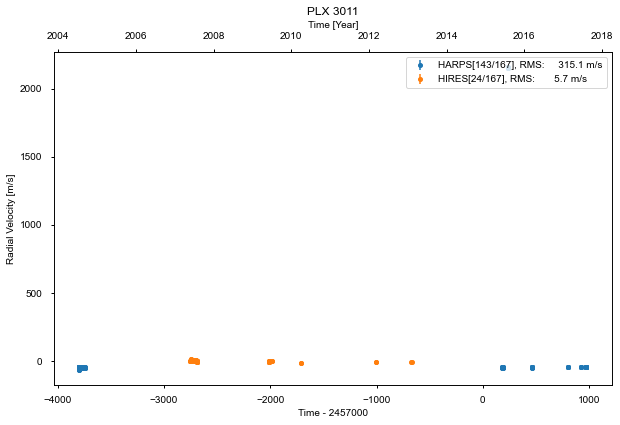 PLX 3011
Time [Year]
2004 2006 2008 2010 2012 2014 2016 2018
HARPS[143/167], RMS: 315.1 m/s
HIRES[24/167], RMS: 5.7 m/s
Radial Velocity [m/s]
2000
1500
1000
500
0
−4000 −3000 −2000 −1000 0 1000
Time - 2457000